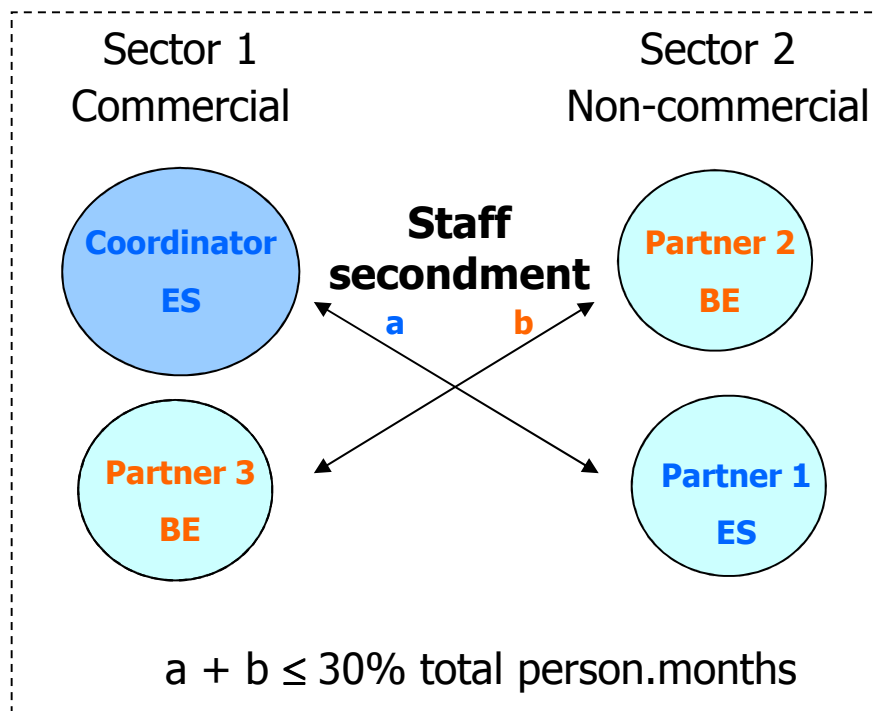 Sector 1
Commercial
Sector 2
Non-commercial
Coordinator
ES
Staff
secondment
a
b
Partner 2
BE
Partner 3
BE
Partner 1
ES
a + b ≤ 30% total person.months